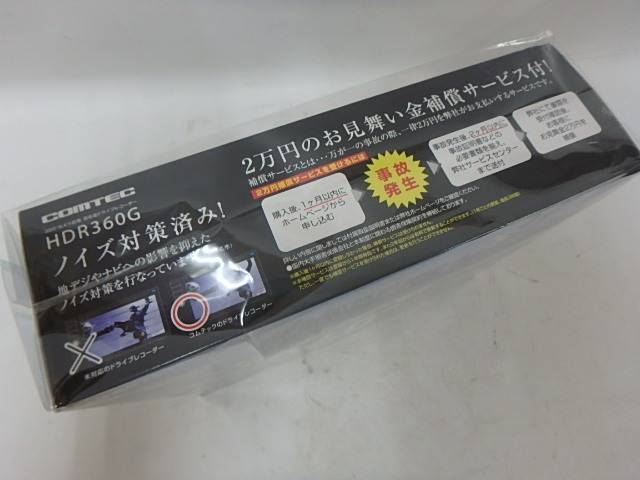 COMTEC
HDR360G
ノイズ対策済み!
地デジやナビへの影響を抑えた
ノイズ対策を行なっています
未対応のドライブレコーダー
コムテックのドライブレコーダー
2万円のお見舞い金補償サービス付!
補償サービスとは・・・万が一の事故の際、一律2万円を弊社がお支払いするサービスです。
2万円補償サービスを受けるには
購入後、1ヶ月以内に
ホームページから
申し込む
事故
発生
事故発生後、2ヶ月以内に
事故証明書などの
必要書類を揃え、
弊社サービスセンター
まで送付
弊社にて書類を
受付確認後、
お客様に
お見舞金2万円を
補償